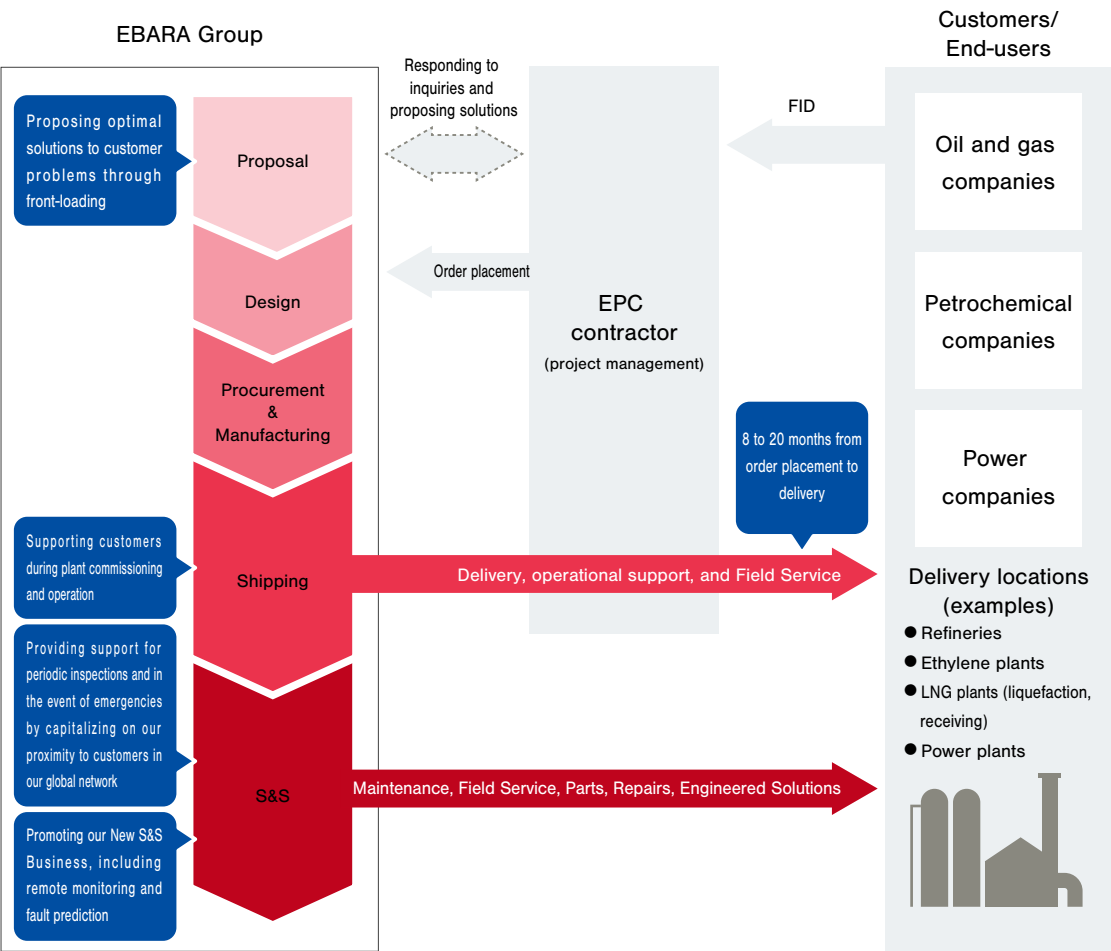 EBARA Group
Customers/
End-users
Proposing optimal
solutions to customer
problems through
front-loading
Proposal
Responding to
inquiries and
proposing solutions
FID
Oil and gas
companies
Order placement
Design
EPC
contractor
(project management)
Petrochemical
companies
Procurement
&
Manufacturing
8 to 20 months from
order placement to
delivery
Power
companies
Supporting customers
during plant commissioning
and operation
Shipping
Delivery, operational support, and Field Service
Delivery locations
(examples)
● Refineries
● Ethylene plants
● LNG plants (liquefaction,
receiving)
● Power plants
Providing support for
periodic inspections and in
the event of emergencies
by capitalizing on our
proximity to customers in
our global network
S&S
Maintenance, Field Service, Parts, Repairs, Engineered Solutions
Promoting our New S&S
Business, including
remote monitoring and
fault prediction